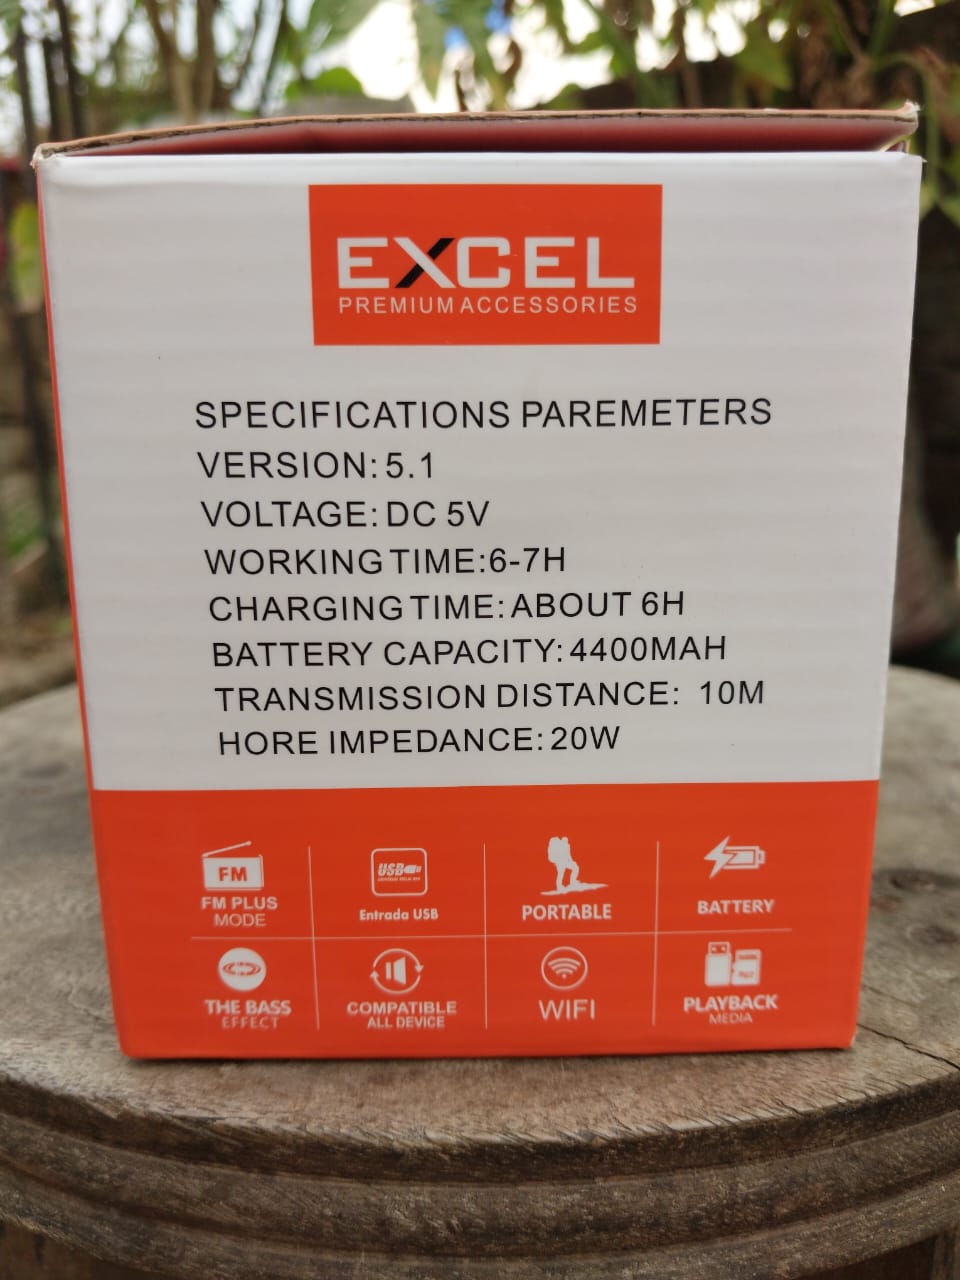 EXCEL
PREMIUM ACCESSORIES
SPECIFICATIONS PAREMETERS
VERSION: 5.1
VOLTAGE: DC 5V
WORKING TIME:6-7H
CHARGING TIME: ABOUT 6H
BATTERY CAPACITY: 4400MAH
TRANSMISSION DISTANCE: 10M
HORE IMPEDANCE: 20W
FM
FM PLUS
MODE
USB
Entrada USB
PORTABLE
BATTERY
THE BASS
EFFECT
COMPATIBLE
ALL DEVICE
WIFI
PLAYBACK
MEDIA